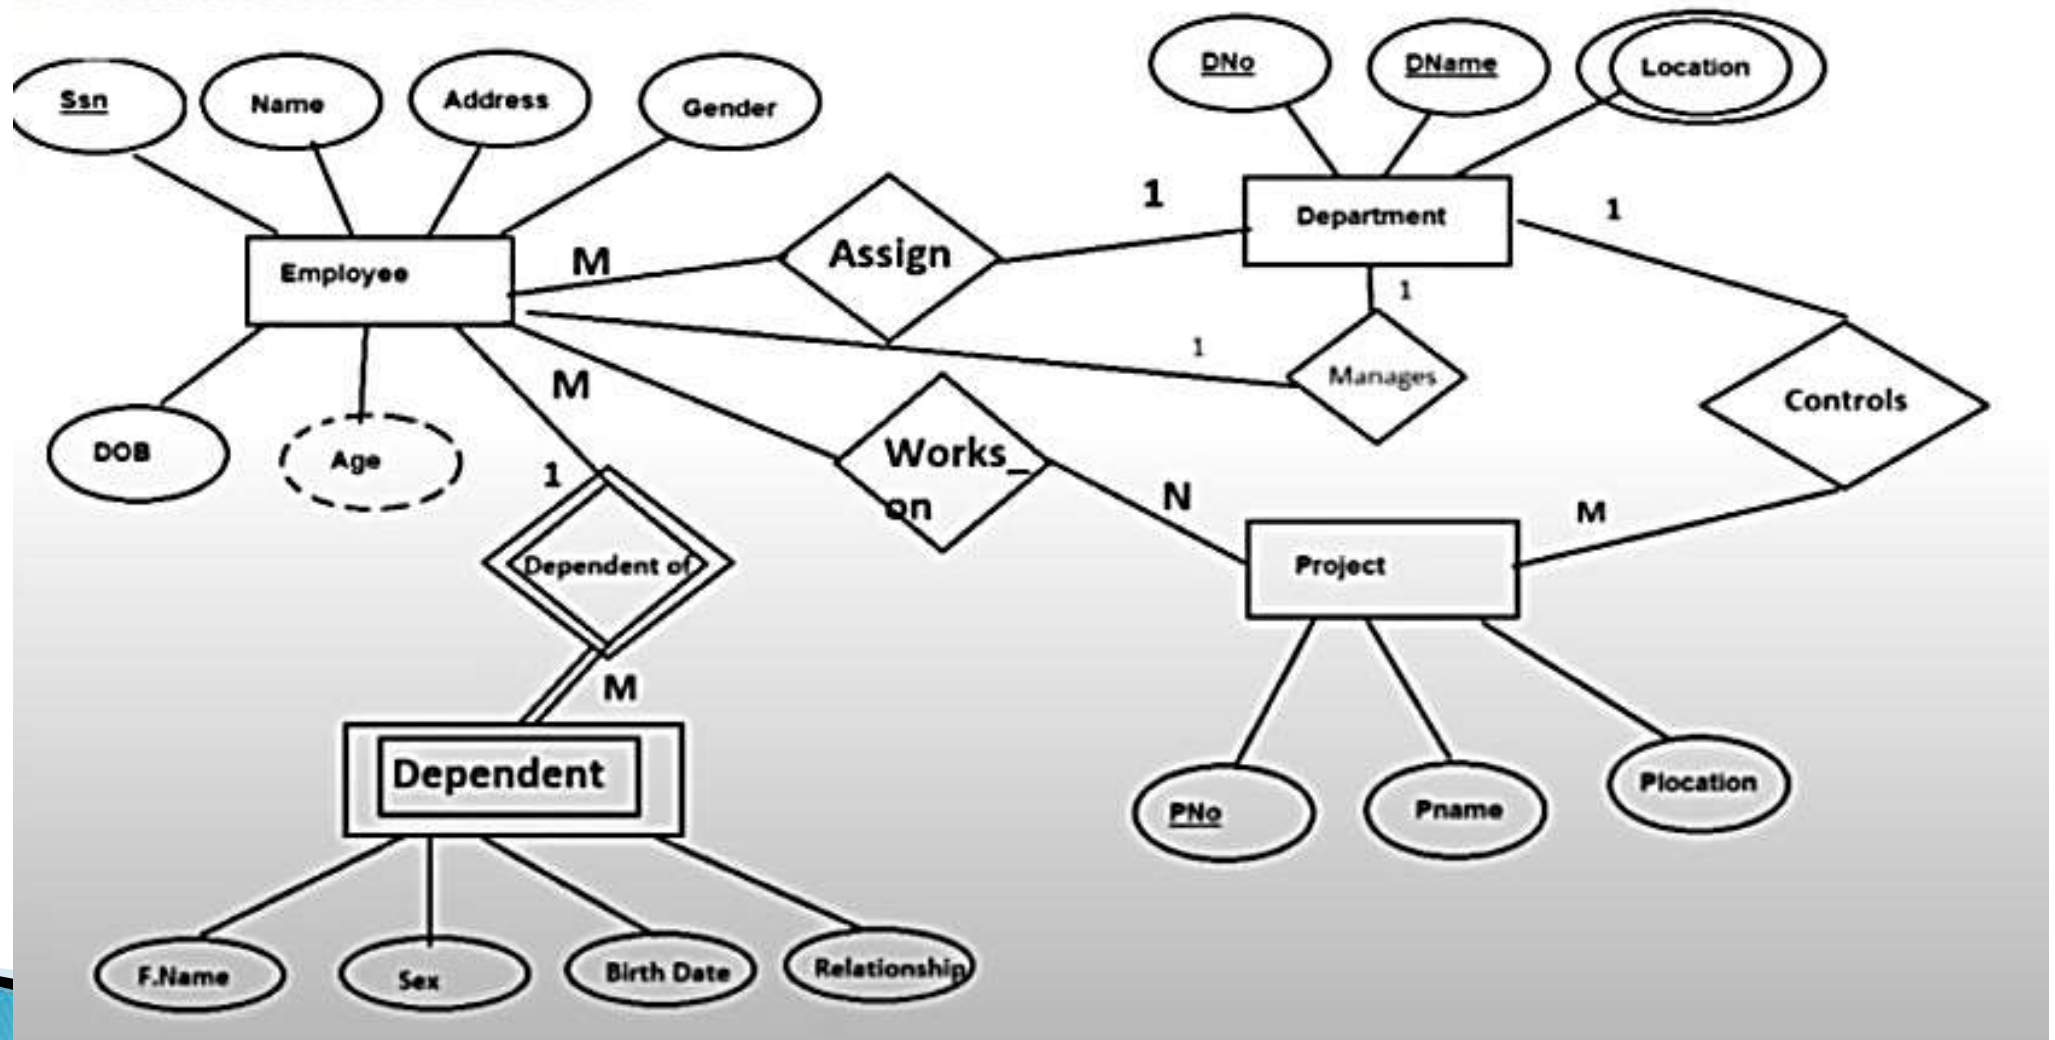 Ssn
Name
Address
Gender
DNo
DName
Location
Employee
M
Assign
1
Department
1
1
1
Manages
Controls
M
DOB
Age
1
Works_
on
N
M
Dependent of
Project
M
Dependent
PNo
Pname
Plocation
F.Name
Sex
Birth Date
Relationship